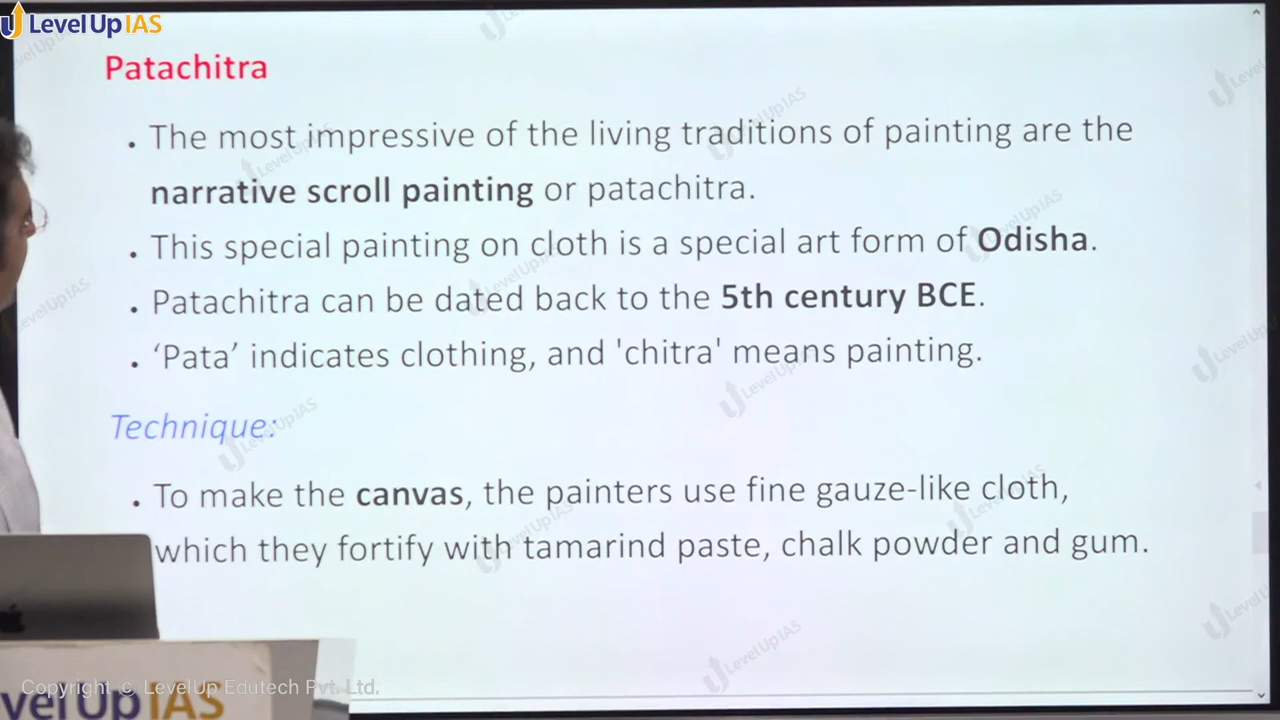 LevelUp IAS
Patachitra
. The most impressive of the living traditions of painting are the
narrative scroll painting or patachitra.
. This special painting on cloth is a special art form of Odisha.
. Patachitra can be dated back to the 5th century BCE.
. ‘Pata’ indicates clothing, and 'chitra' means painting.
Technique:
. To make the canvas, the painters use fine gauze-like cloth,
which they fortify with tamarind paste, chalk powder and gum.
Copyright © LevelUp Edutech Pvt. Ltd.
velUp IAS